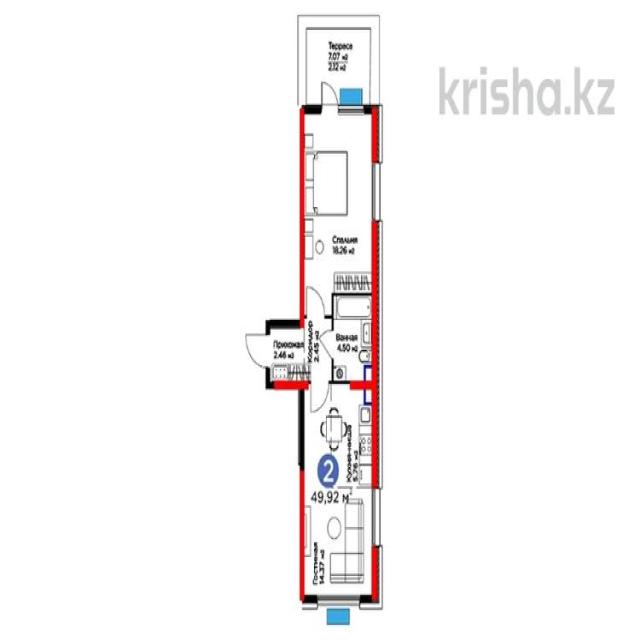 Терраса
7.07 м2
2.12 м2
krisha.kz
Спальня
18.26 м2
Прихожая
2.46 м2
Коридор
2.45 м2
Ванная
4.50 м2
Кухня-ниша
5.76 м2
2
49,92 м
Гостиная
14.37 м2